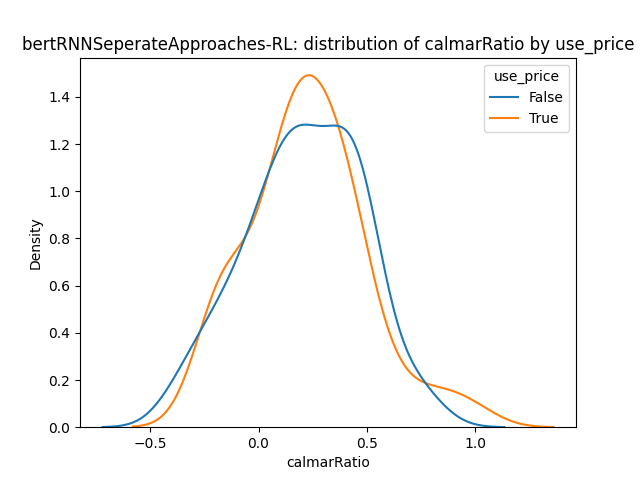 bertRNNSeperateApproaches-RL: distribution of calmarRatio by use_price
use_price
False
True
Density
1.4
1.2
1.0
0.8
0.6
0.4
0.2
0.0
−0.5
0.0
0.5
1.0
calmarRatio